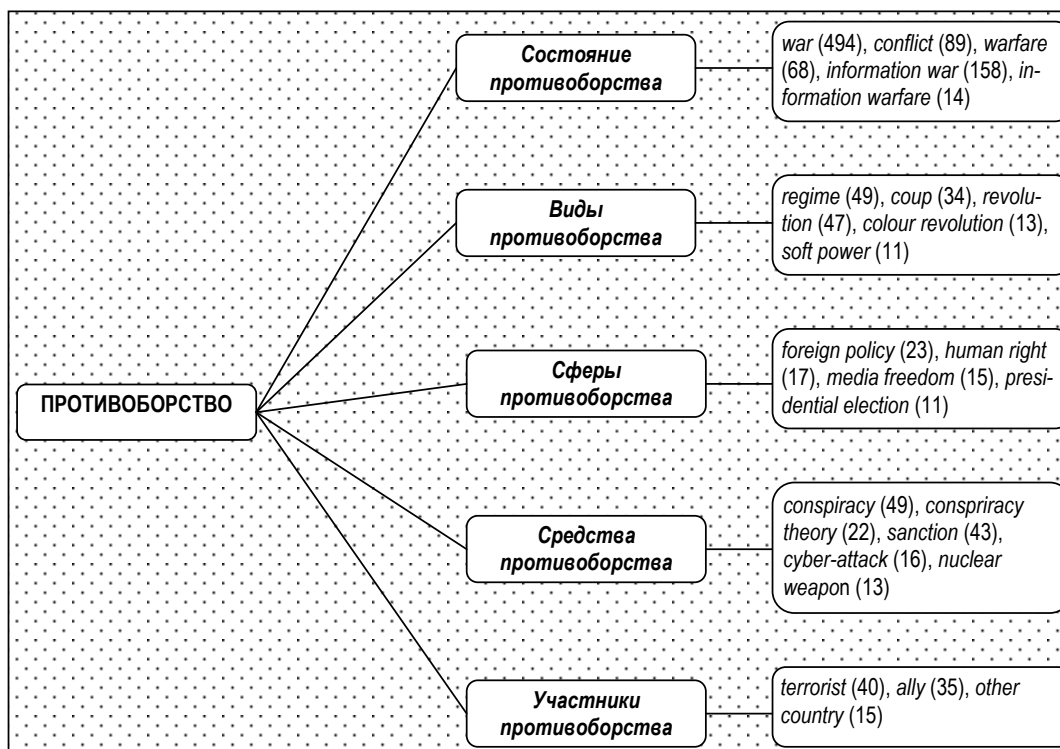 ПРОТИВОБОРСТВО
Состояние
противоборства
war (494), conflict (89), warfare
(68), information war (158), in-
formation warfare (14)
Виды
противоборства
regime (49), coup (34), revolu-
tion (47), colour revolution (13),
soft power (11)
Сферы
противоборства
foreign policy (23), human right
(17), media freedom (15), presi-
dential election (11)
Средства
противоборства
conspiracy (49), conspriracy
theory (22), sanction (43),
cyber-attack (16), nuclear
weapon (13)
Участники
противоборства
terrorist (40), ally (35), other
country (15)